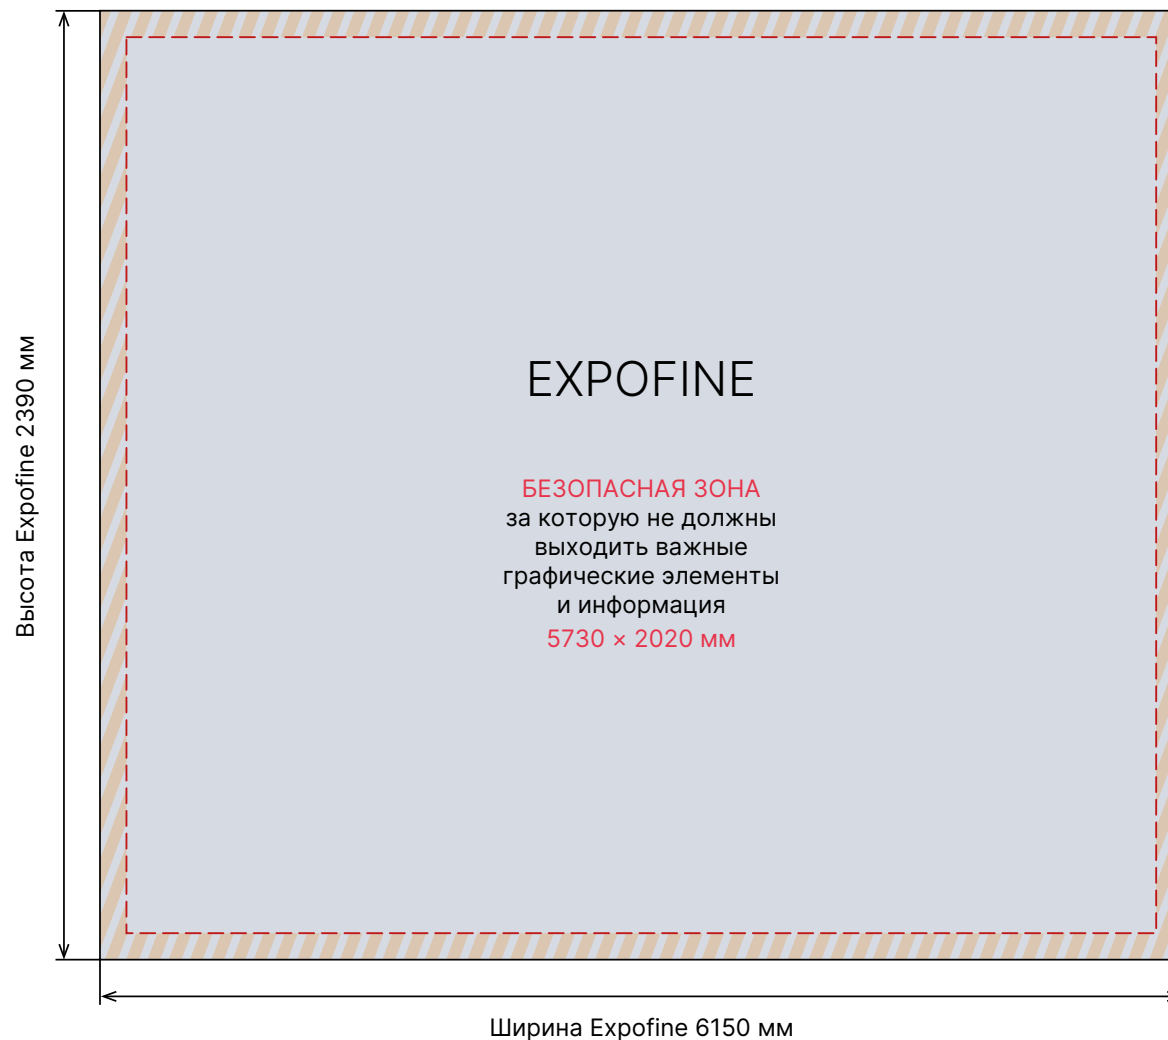 Высота Expofine 2390 мм
EXPOFINE
БЕЗОПАСНАЯ ЗОНА
за которую не должны
выходить важные
графические элементы
и информация
5730 × 2020 мм
Ширина Expofine 6150 мм